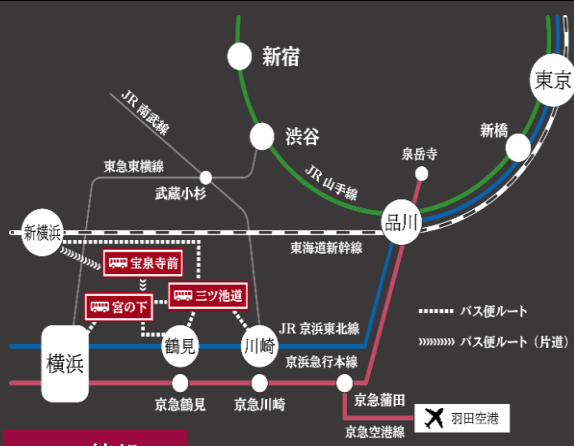 新宿
東京
JR 南武線
渋谷
新橋
東急東横線
泉岳寺
JR 山手線
武蔵小杉
品川
新横浜
東海道新幹線
宝泉寺前
宮の下
三ツ池道
バス便ルート
JR 京浜東北線
バス便ルート（片道）
横浜
鶴見
川崎
京浜急行本線
京急鶴見
京急川崎
京急蒲田
羽田空港
京急空港線